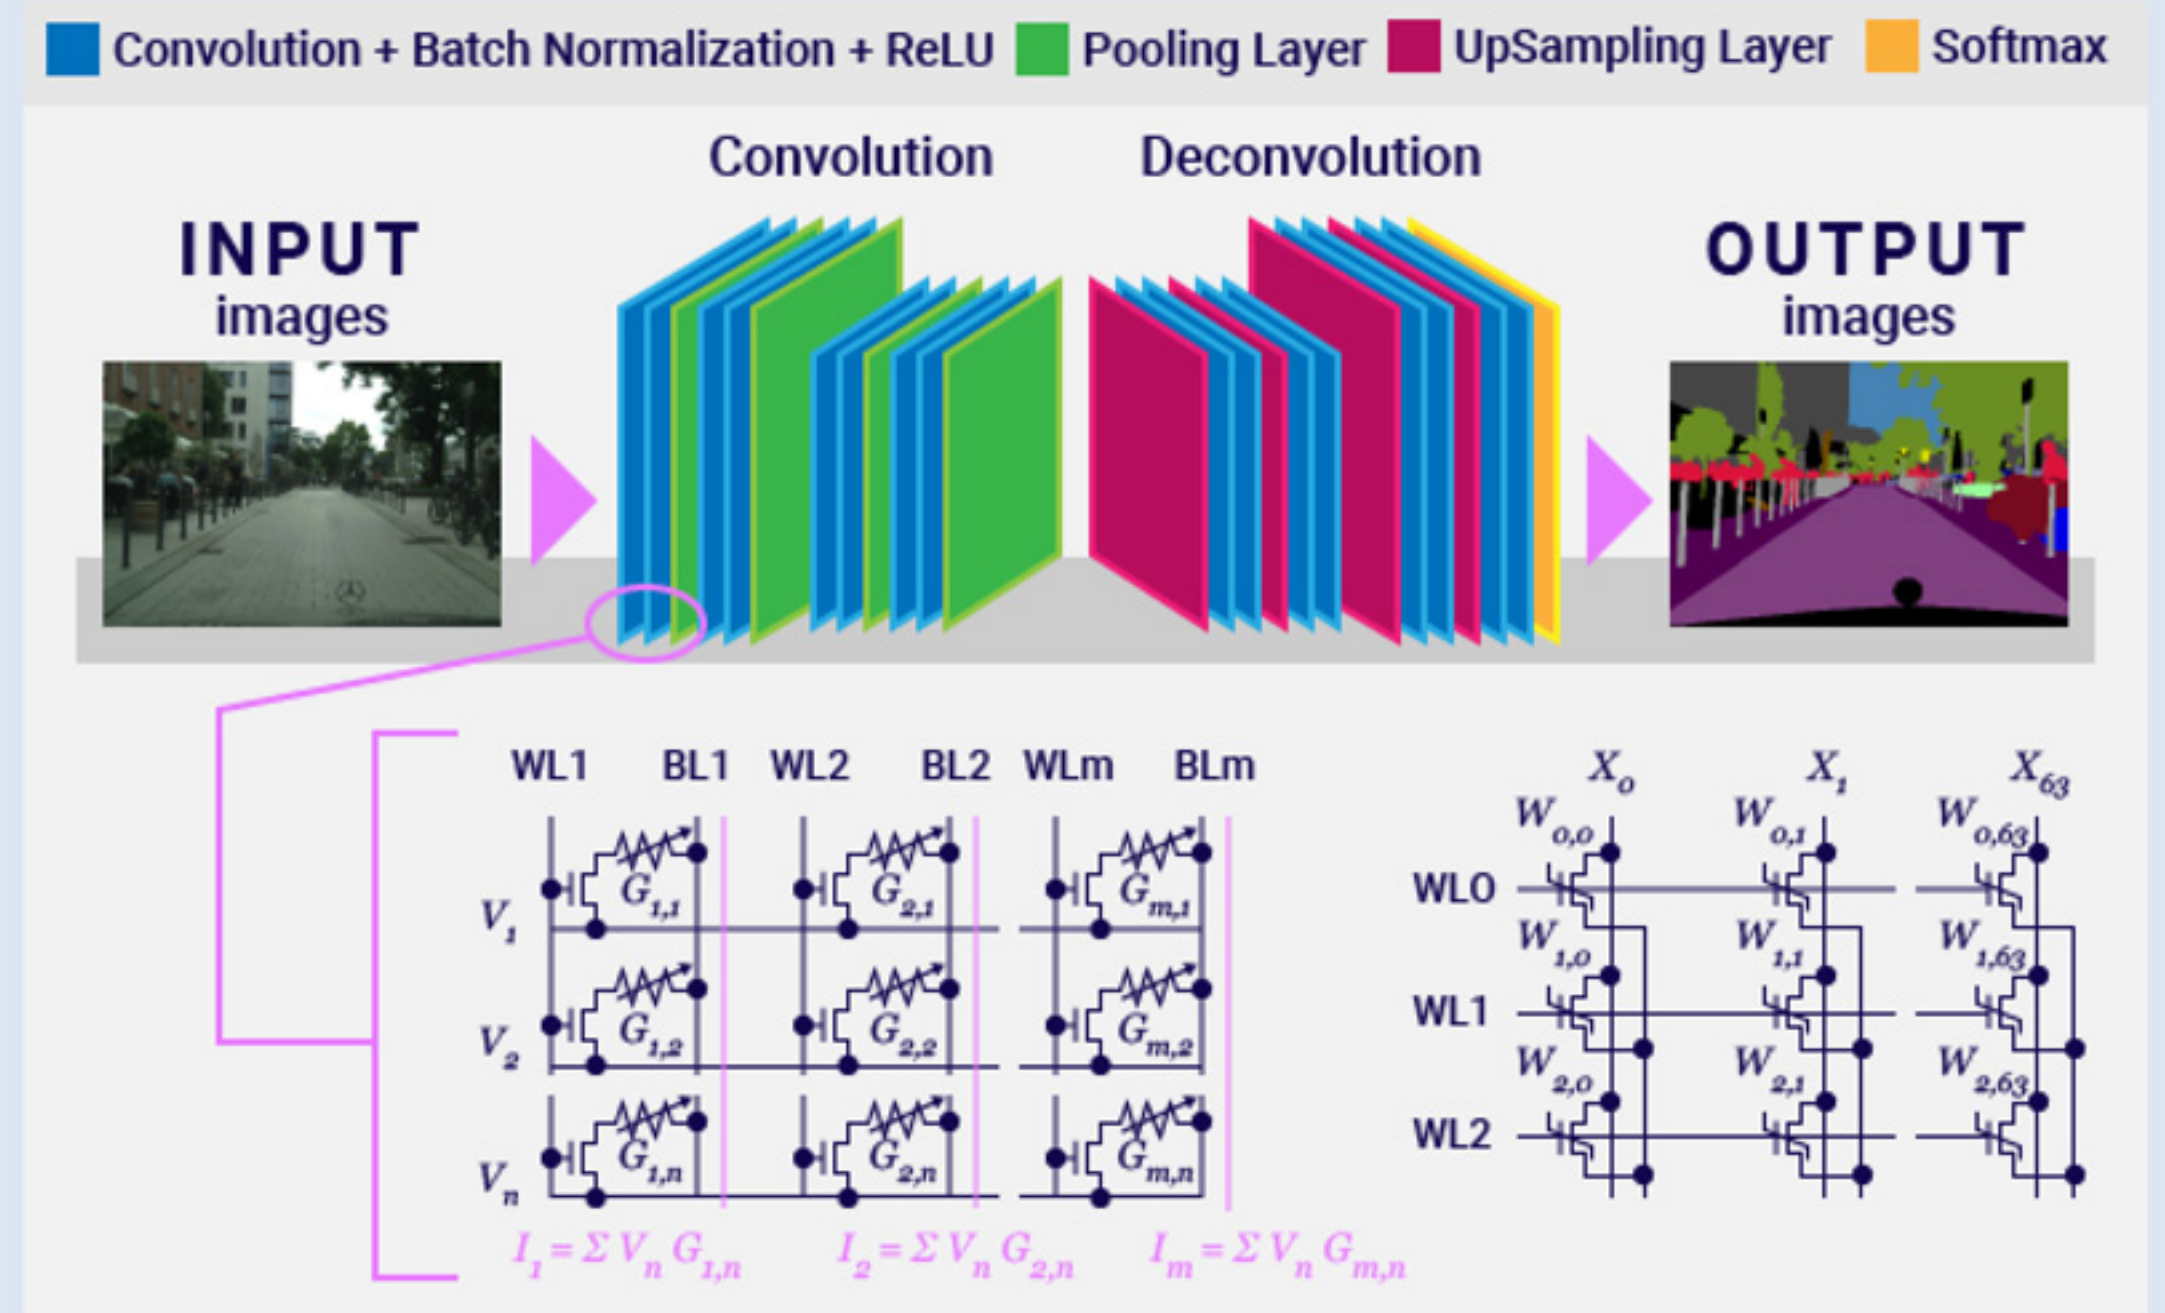 Convolution + Batch Normalization + ReLU Pooling Layer UpSampling Layer Softmax
Convolution Deconvolution
INPUT
images
OUTPUT
images
WL1 BL1 WL2 BL2 WLm BLm
G1,1 G2,1 Gm,1
V1
G1,2 G2,2 Gm,2
V2
G1,n G2,n Gm,n
Vn
I1 = Σ Vn G1,n I2 = Σ Vn G2,n Im = Σ Vn Gm,n
X0 X1 X63
W0,0 W0,1 W0,63
WL0
W1,0 W1,1 W1,63
WL1
W2,0 W2,1 W2,63
WL2